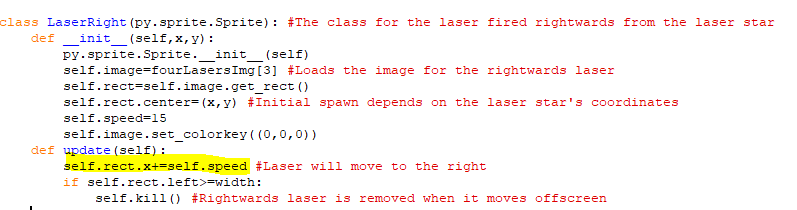 class LaserRight(py.sprite.Sprite): #The class for the laser fired rightwards from the laser star
    def __init__(self,x,y):
        py.sprite.Sprite.__init__(self)
        self.image=fourLasersImg[3] #Loads the image for the rightwards laser
        self.rect=self.image.get_rect()
        self.rect.center=(x,y) #Initial spawn depends on the laser star's coordinates
        self.speed=15
        self.image.set_colorkey((0,0,0))
    def update(self):
        self.rect.x+=self.speed #Laser will move to the right
        if self.rect.left>=width:
            self.kill() #Rightwards laser is removed when it moves offscreen